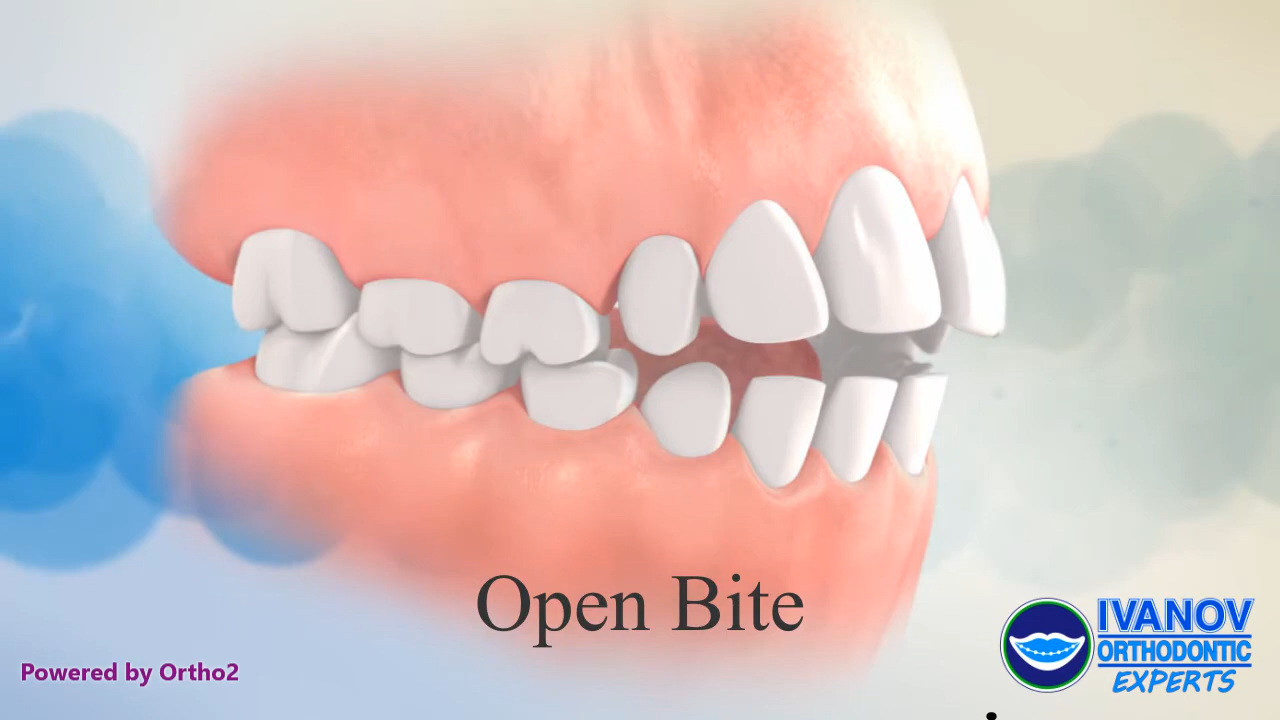 Open Bite
IVANOV
ORTHODONTIC
EXPERTS
Powered by Ortho2